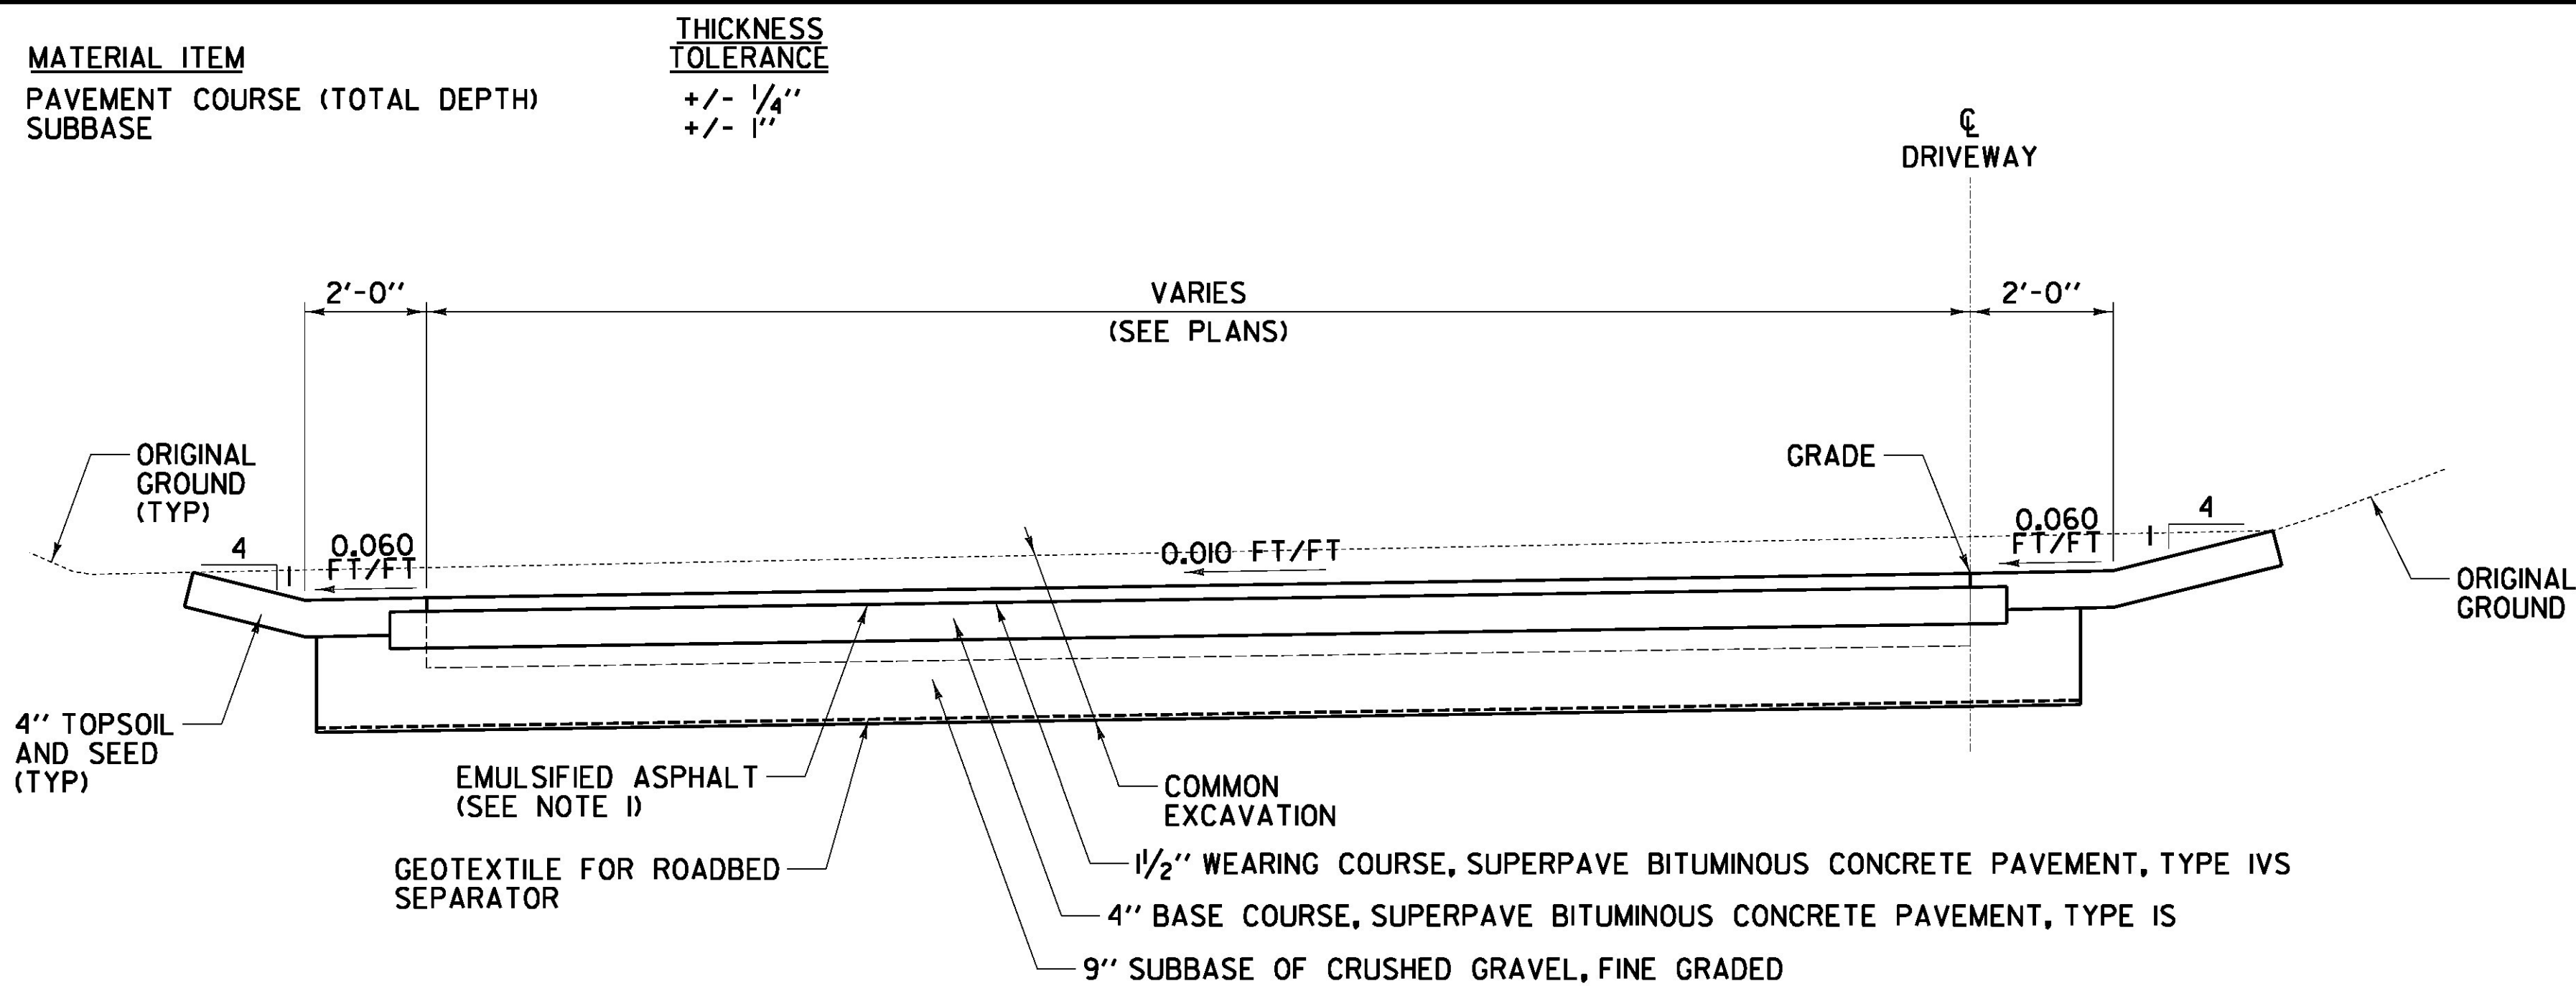 MATERIAL ITEM
THICKNESS
TOLERANCE
PAVEMENT COURSE (TOTAL DEPTH) +/- 1/4"
SUBBASE +/- 1"
℄
DRIVEWAY
2'-0"
VARIES
(SEE PLANS)
2'-0"
ORIGINAL
GROUND
(TYP)
GRADE
4
1
0.060
FT/FT
0.010 FT/FT
0.060
FT/FT
1
4
ORIGINAL
GROUND
4" TOPSOIL
AND SEED
(TYP)
EMULSIFIED ASPHALT
(SEE NOTE 1)
COMMON
EXCAVATION
GEOTEXTILE FOR ROADBED
SEPARATOR
1 1/2" WEARING COURSE, SUPERPAVE BITUMINOUS CONCRETE PAVEMENT, TYPE IVS
4" BASE COURSE, SUPERPAVE BITUMINOUS CONCRETE PAVEMENT, TYPE IS
9" SUBBASE OF CRUSHED GRAVEL, FINE GRADED